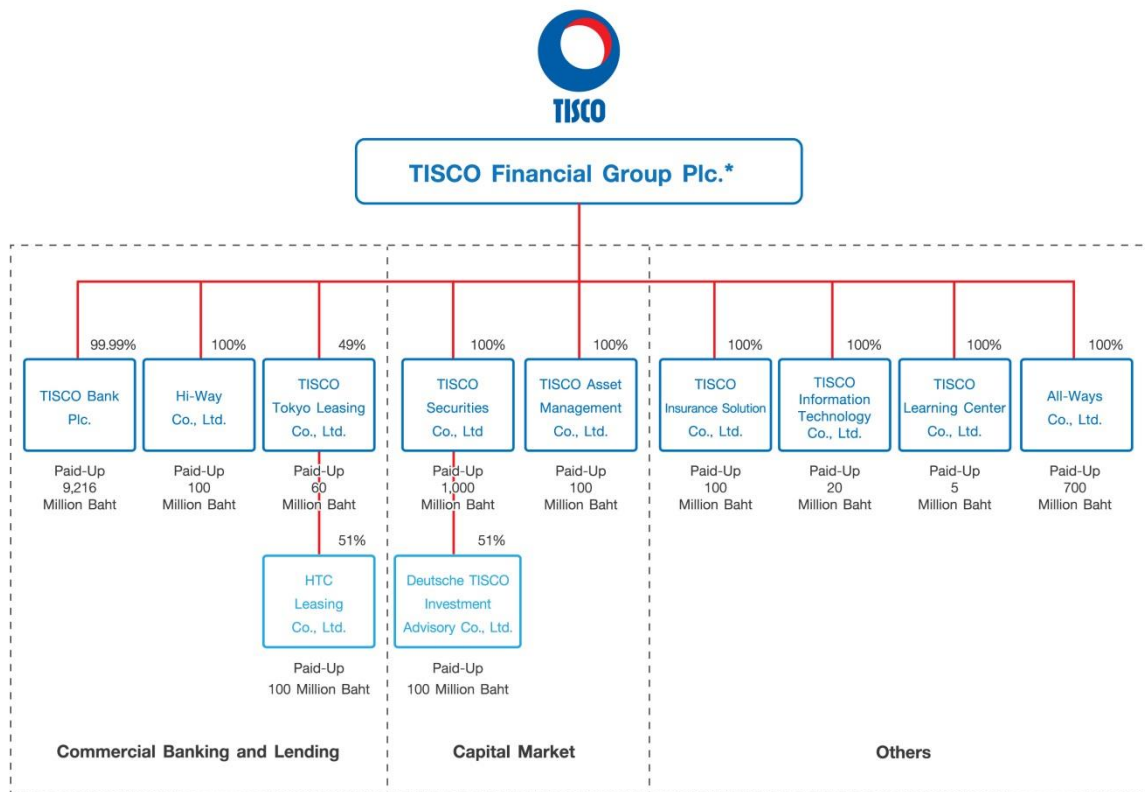 TISCO
TISCO Financial Group Plc.*
99.99%
TISCO Bank
Plc.
Paid-Up
9,216
Million Baht
100%
Hi-Way
Co., Ltd.
Paid-Up
100
Million Baht
49%
TISCO
Tokyo Leasing
Co., Ltd.
Paid-Up
60
Million Baht
51%
HTC
Leasing
Co., Ltd.
Paid-Up
100 Million Baht
Commercial Banking and Lending
100%
TISCO
Securities
Co., Ltd
Paid-Up
1,000
Million Baht
51%
Deutsche TISCO
Investment
Advisory Co., Ltd.
Paid-Up
100 Million Baht
100%
TISCO Asset
Management
Co., Ltd.
Paid-Up
100
Million Baht
Capital Market
100%
TISCO
Insurance Solution
Co., Ltd.
Paid-Up
100
Million Baht
100%
TISCO
Information
Technology
Co., Ltd.
Paid-Up
20
Million Baht
100%
TISCO
Learning Center
Co., Ltd.
Paid-Up
5
Million Baht
100%
All-Ways
Co., Ltd.
Paid-Up
700
Million Baht
Others